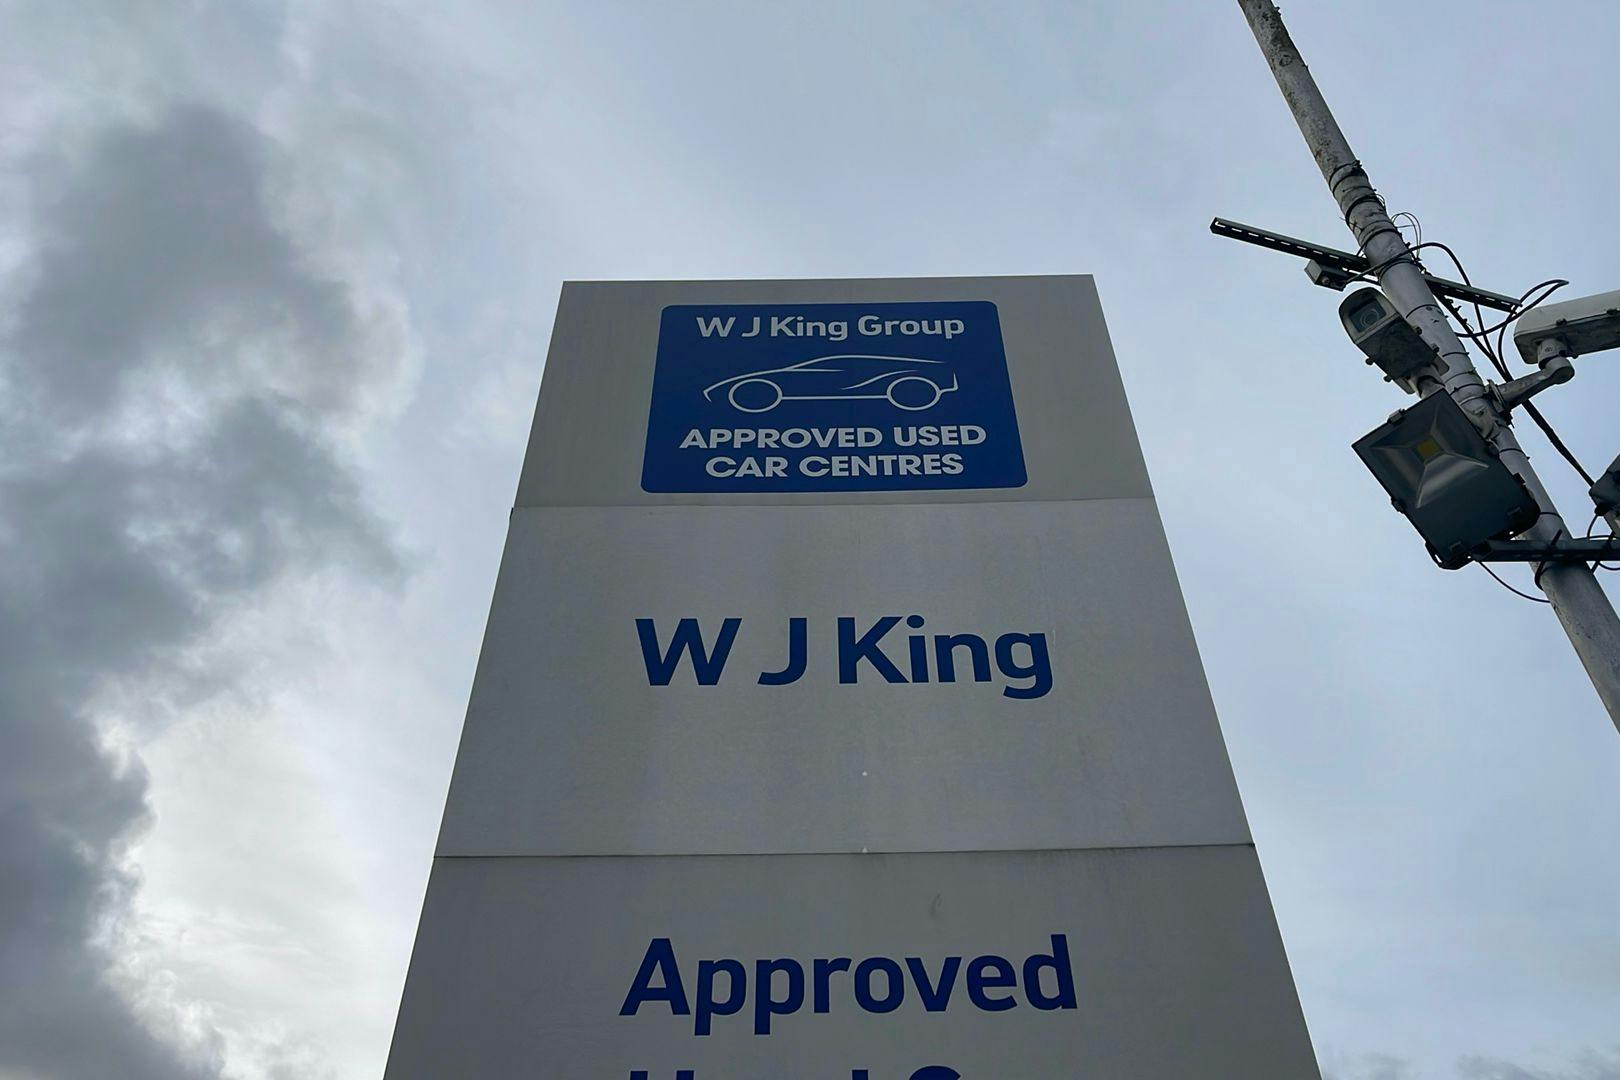 W J King Group
APPROVED USED
CAR CENTRES
W J King
Approved